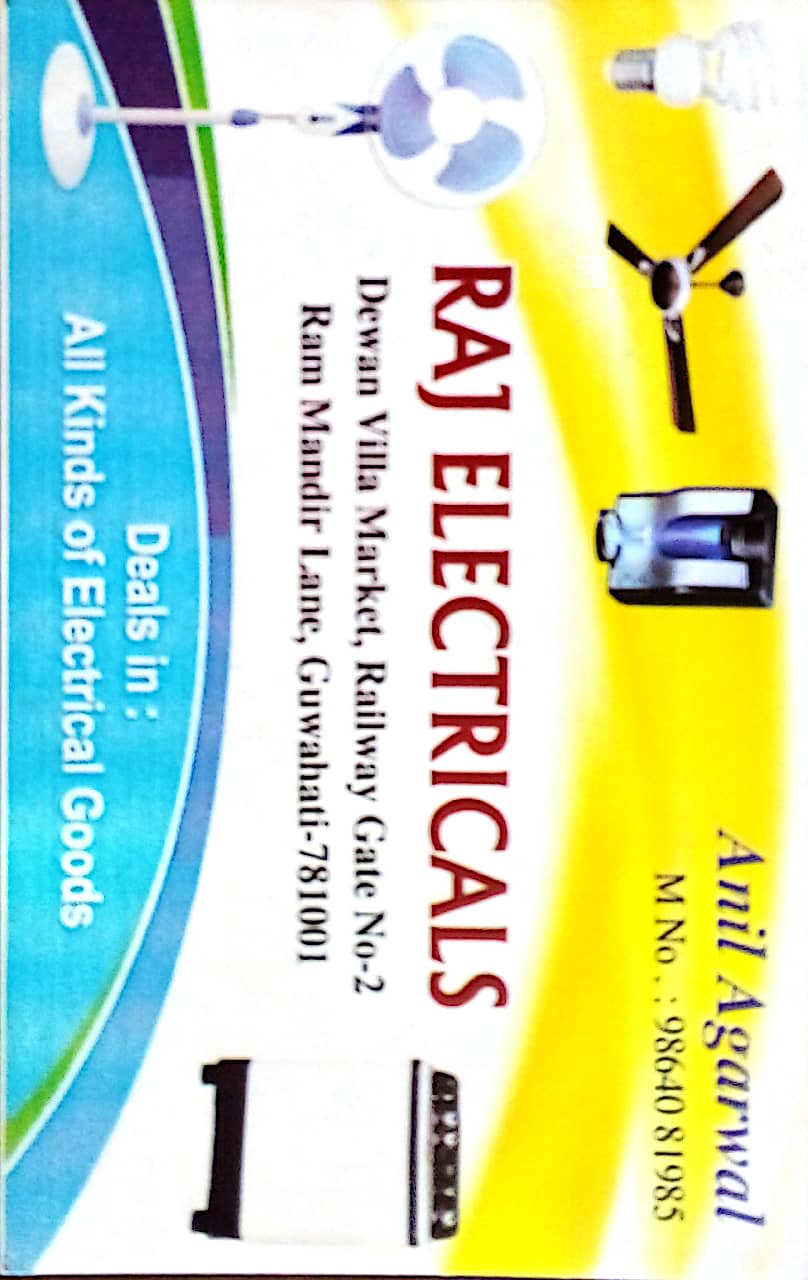 Anil Agarwal
M No . : 98640 81985
RAJ ELECTRICALS
Dewan Villa Market, Railway Gate No-2
Ram Mandir Lane, Guwahati-781001
Deals in :
All Kinds of Electrical Goods